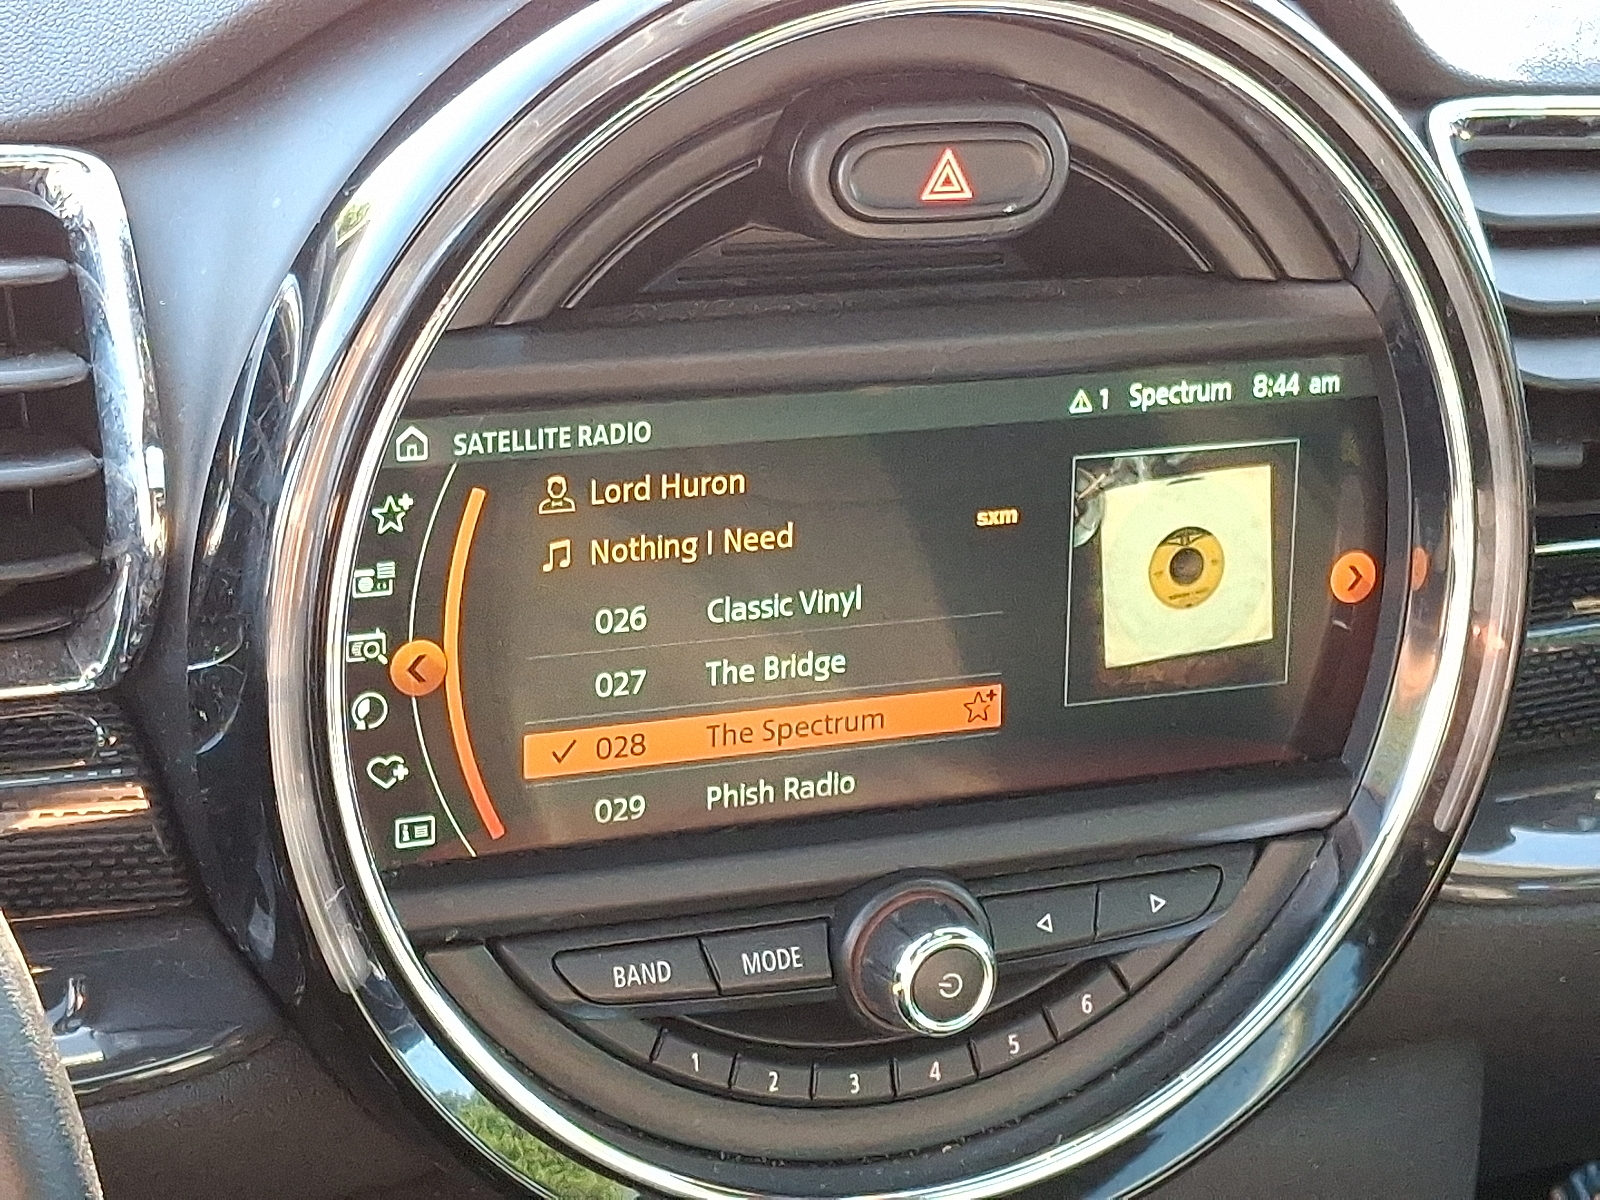 1 Spectrum 8:44 am
SATELLITE RADIO
Lord Huron
Nothing I Need
sxm
026 Classic Vinyl
027 The Bridge
028 The Spectrum
029 Phish Radio
BAND MODE
1 2 3 4 5 6